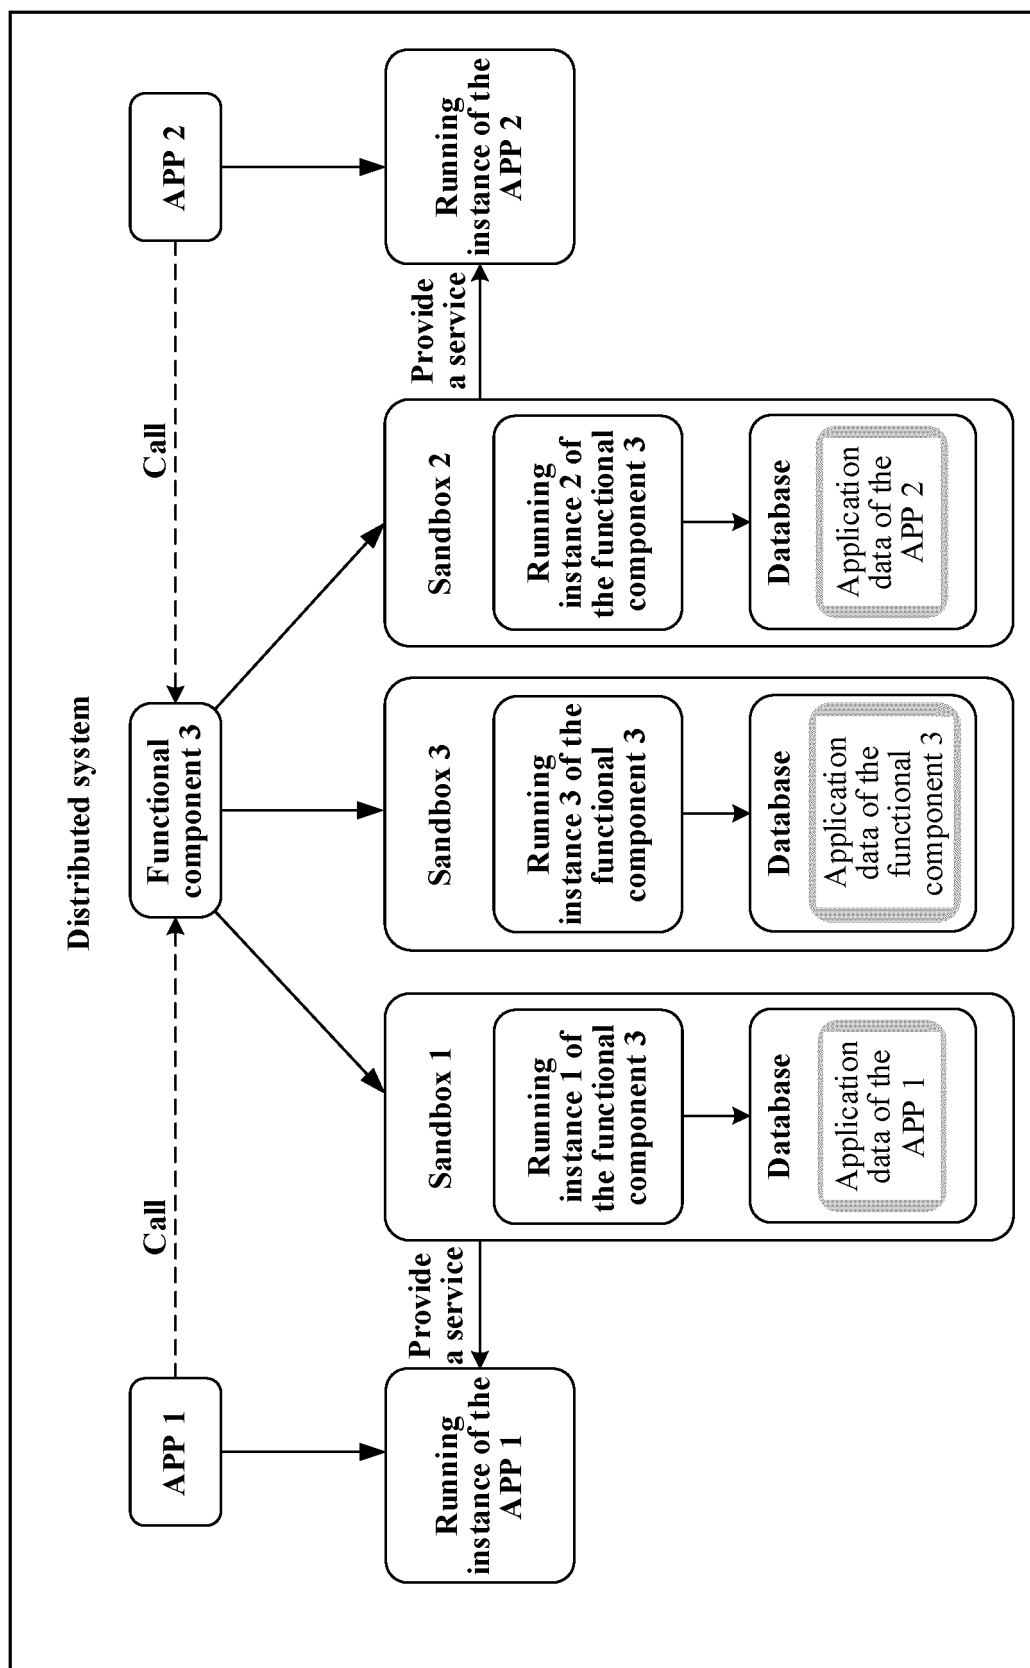 Distributed system
APP 1
Call
Functional
component 3
Call
APP 2
Running
instance of the
APP 1
Provide
a service
Sandbox 1
Running
instance 1 of
the functional
component 3
Database
Application
data of the
APP 1
Sandbox 3
Running
instance 3 of the
functional
component 3
Database
Application
data of the
functional
component 3
Sandbox 2
Running
instance 2 of
the functional
component 3
Database
Application
data of the
APP 2
Provide
a service
Running
instance of the
APP 2